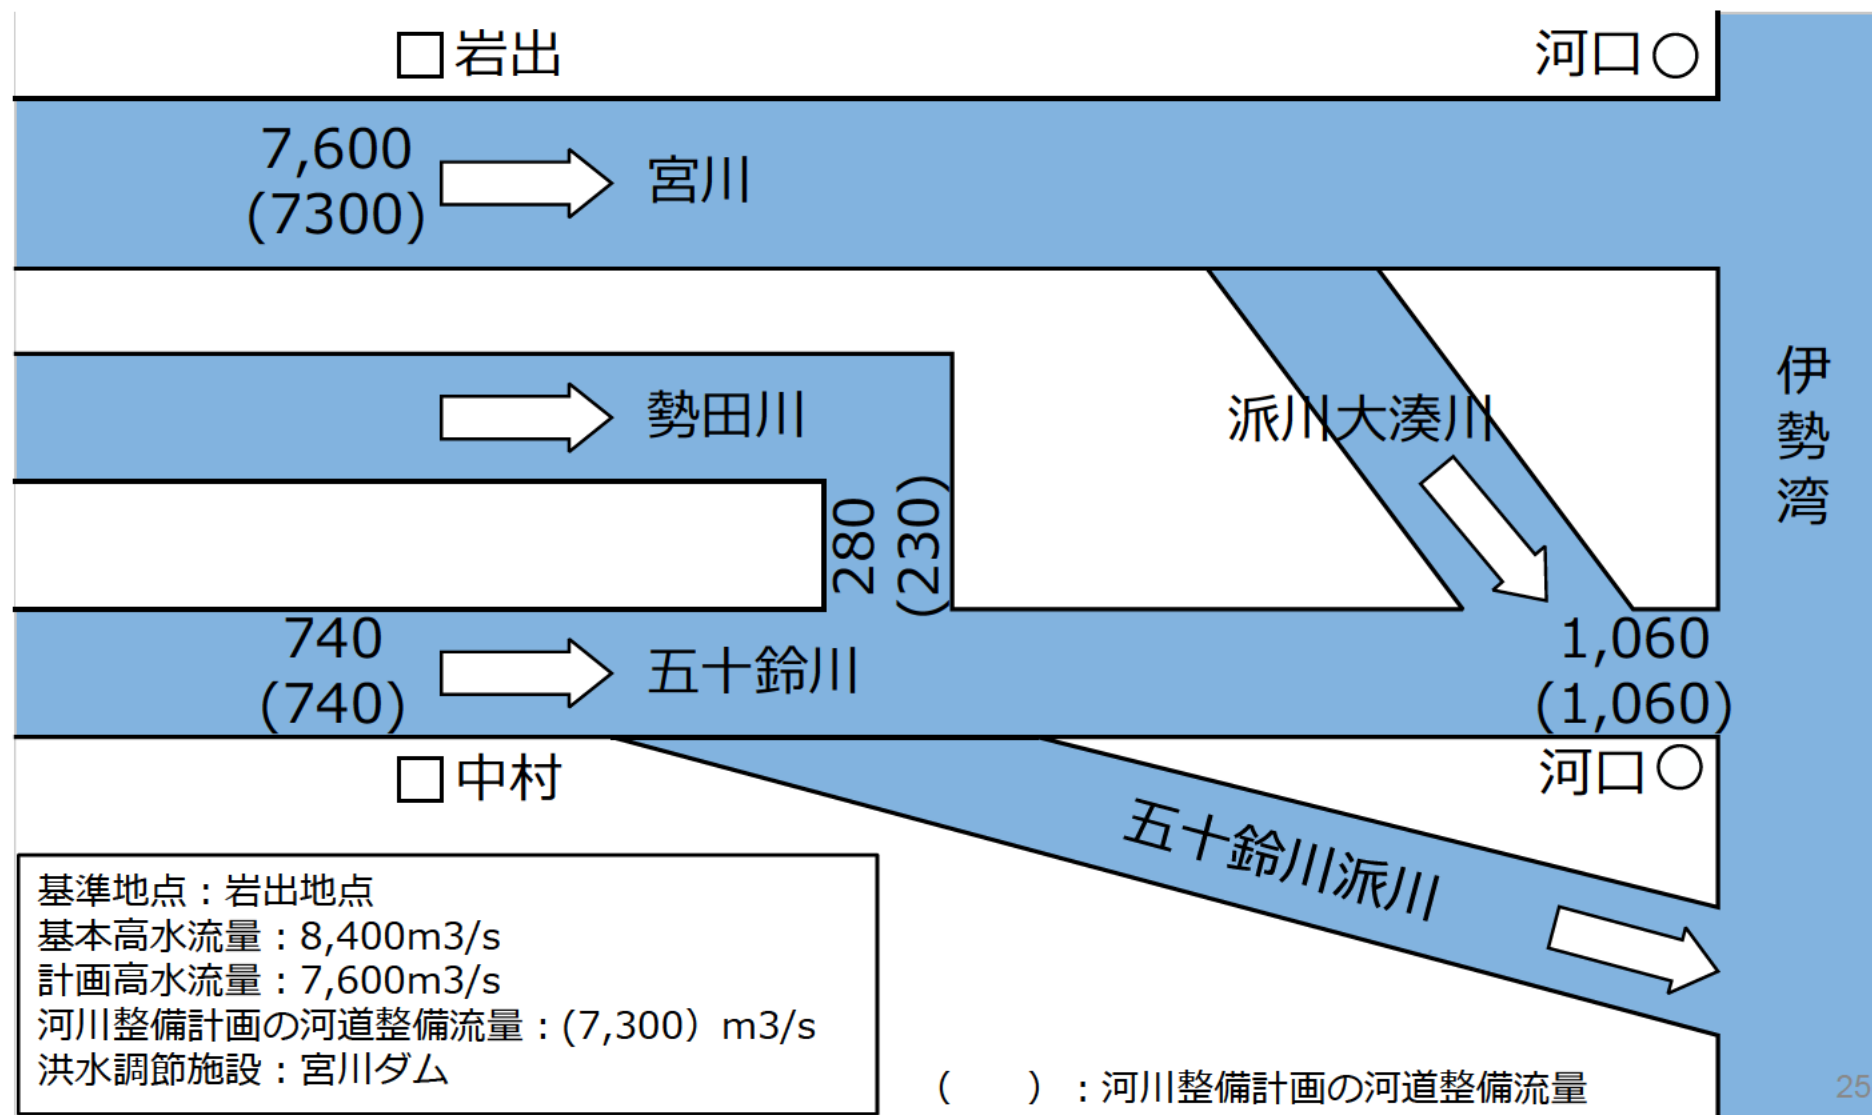 岩出
河口
7,600
(7300)
宮川
伊勢湾
勢田川
派川大湊川
280
(230)
740
(740)
五十鈴川
1,060
(1,060)
中村
河口
五十鈴川派川
基準地点：岩出地点
基本高水流量：8,400m3/s
計画高水流量：7,600m3/s
河川整備計画の河道整備流量：(7,300）m3/s
洪水調節施設：宮川ダム
（　　）：河川整備計画の河道整備流量
25